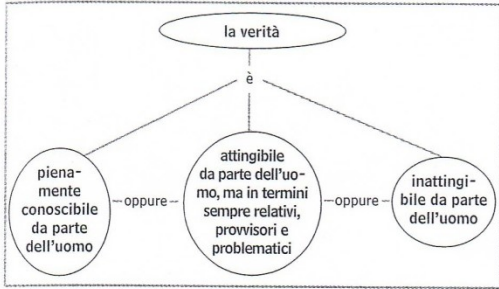 la verità
è
piena-
mente
conoscibile
da parte
dell'uomo
oppure
attingibile
da parte dell'uo-
mo, ma in termini
sempre relativi,
provvisori e
problematici
oppure
inattingi-
bile da parte
dell'uomo